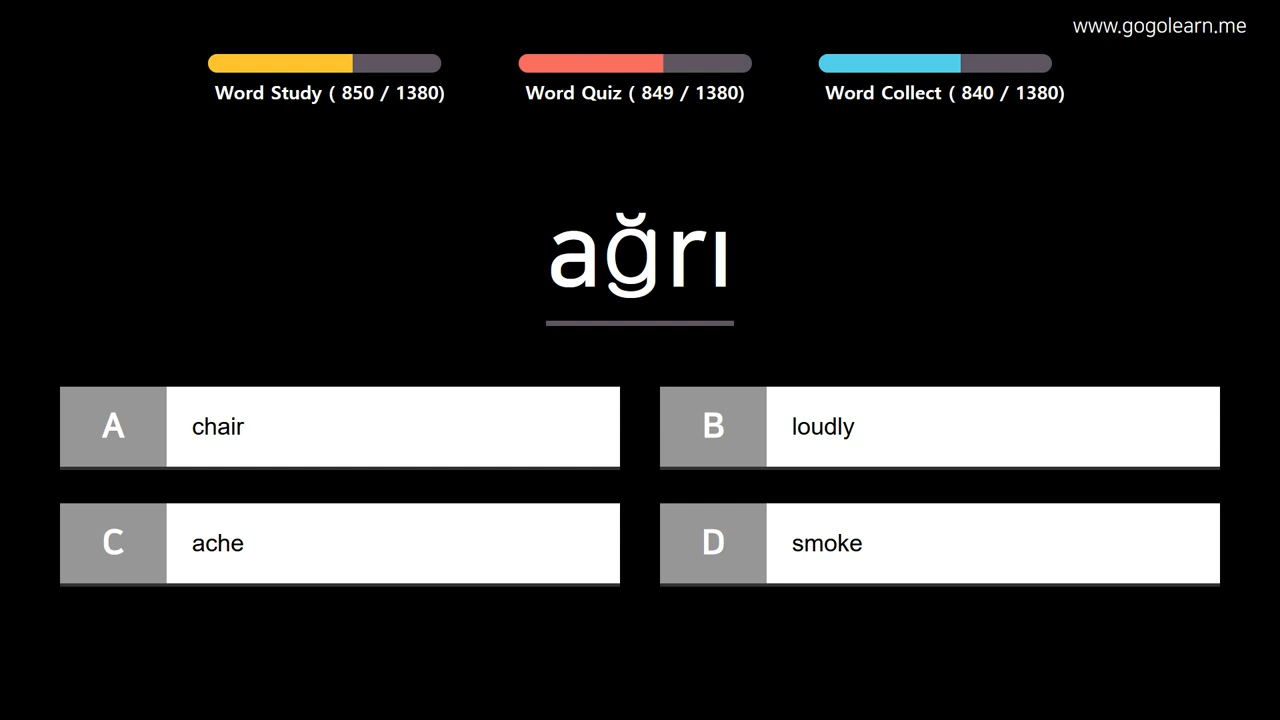 www.gogolearn.me
Word Study ( 850 / 1380)
Word Quiz ( 849 / 1380)
Word Collect ( 840 / 1380)
ağrı
A chair
B loudly
C ache
D smoke